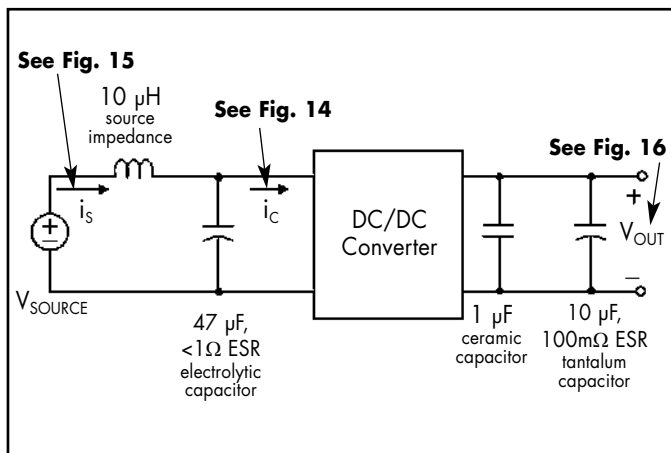 See Fig. 15
10 µH
source
impedance
See Fig. 14
See Fig. 16
i_S
i_C
DC/DC
Converter
+
V_OUT
–
+
–
V_SOURCE
47 µF,
<1Ω ESR
electrolytic
capacitor
1 µF
ceramic
capacitor
10 µF,
100mΩ ESR
tantalum
capacitor